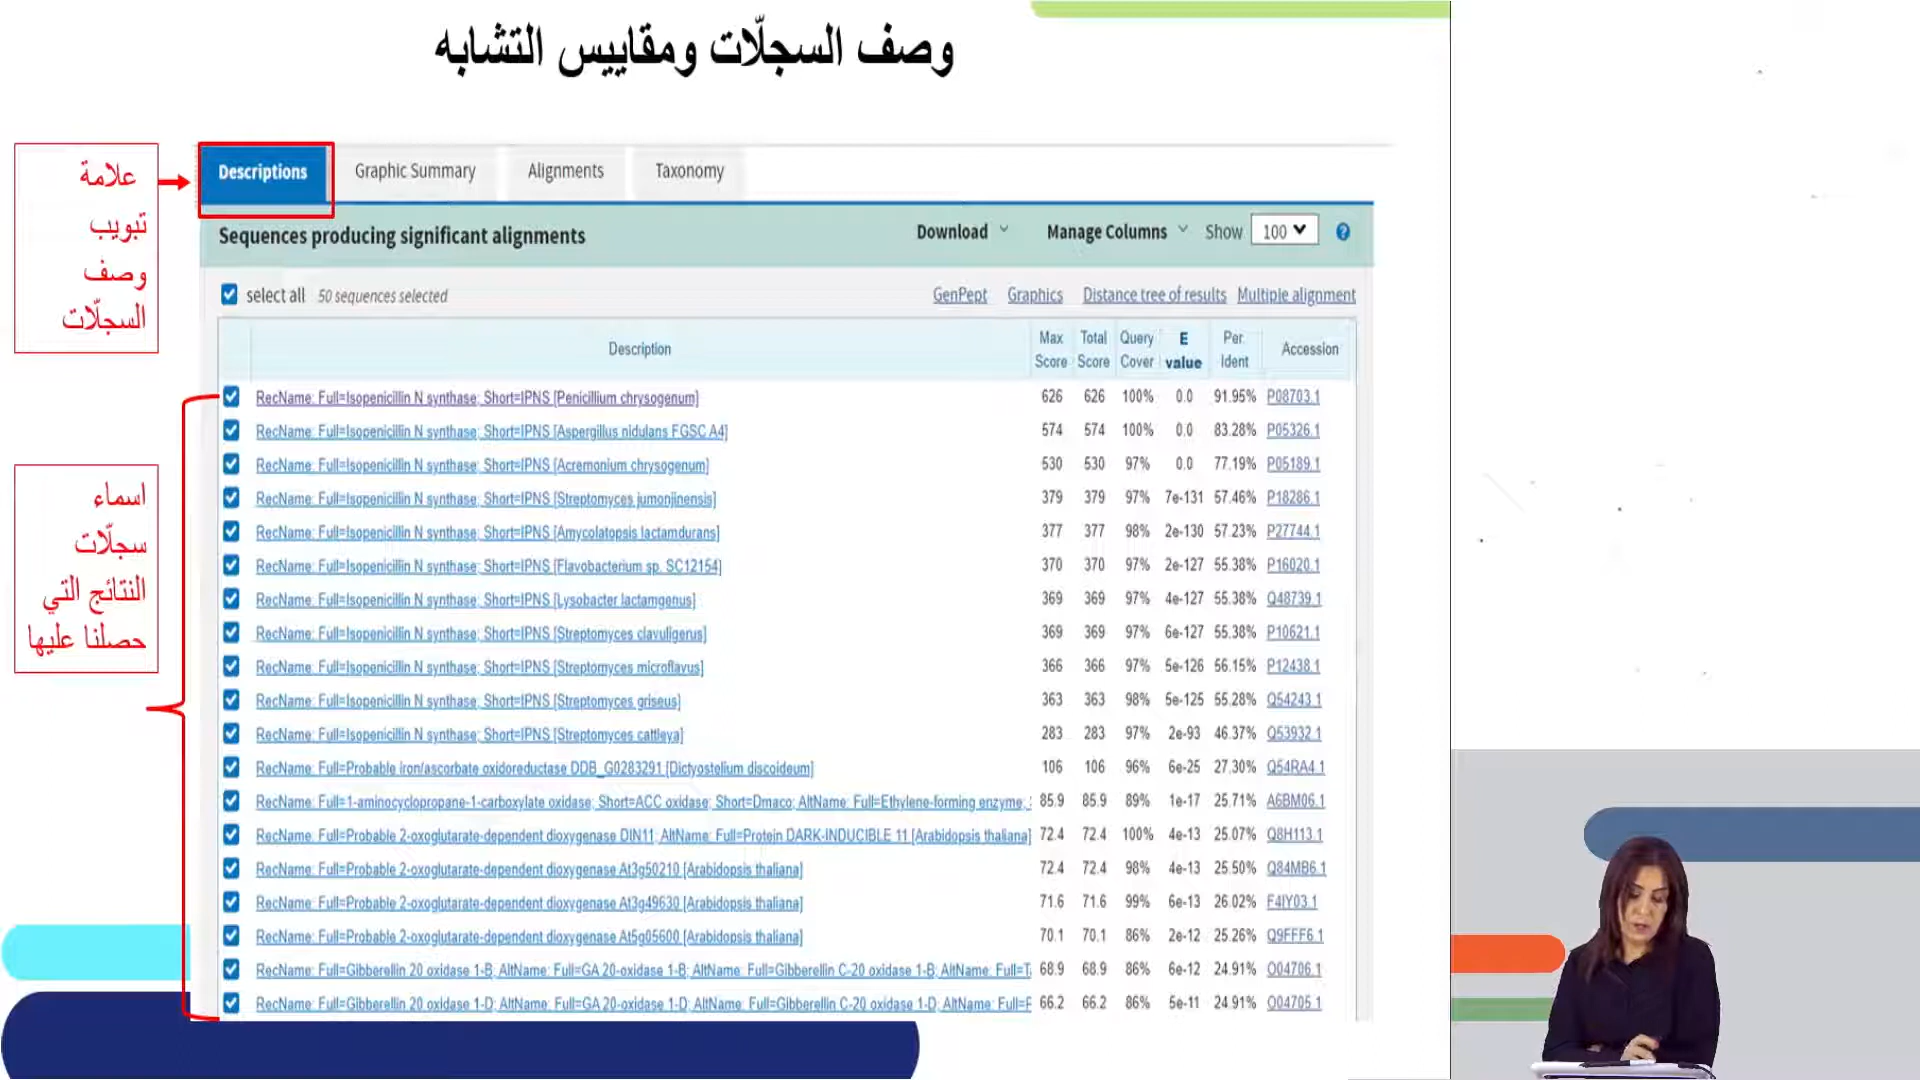 وصف السجلّات ومقاييس التشابه
علامة
تبويب
وصف
السجلّات
اسماء
سجلّات
النتائج التي
حصلنا عليها
Descriptions Graphic Summary Alignments Taxonomy
Sequences producing significant alignments Download Manage Columns Show 100
select all 50 sequences selected GenPept Graphics Distance tree of results Multiple alignment
Description Max Score Total Score Query Cover E value Per. Ident Accession
RecName: Full=Isopenicillin N synthase; Short=IPNS [Penicillium chrysogenum] 626 626 100% 0.0 91.95% P08703.1
RecName: Full=Isopenicillin N synthase; Short=IPNS [Aspergillus nidulans FGSC A4] 574 574 100% 0.0 83.28% P05326.1
RecName: Full=Isopenicillin N synthase; Short=IPNS [Acremonium chrysogenum] 530 530 97% 0.0 77.19% P05189.1
RecName: Full=Isopenicillin N synthase; Short=IPNS [Streptomyces jumonjinensis] 379 379 97% 7e-131 57.46% P18286.1
RecName: Full=Isopenicillin N synthase; Short=IPNS [Amycolatopsis lactamdurans] 377 377 98% 2e-130 57.23% P27744.1
RecName: Full=Isopenicillin N synthase; Short=IPNS [Flavobacterium sp. SC12154] 370 370 97% 2e-127 55.38% P16020.1
RecName: Full=Isopenicillin N synthase; Short=IPNS [Lysobacter lactamgenus] 369 369 97% 4e-127 55.38% Q48739.1
RecName: Full=Isopenicillin N synthase; Short=IPNS [Streptomyces clavuligerus] 369 369 97% 6e-127 55.38% P10621.1
RecName: Full=Isopenicillin N synthase; Short=IPNS [Streptomyces microflavus] 366 366 97% 5e-126 56.15% P12438.1
RecName: Full=Isopenicillin N synthase; Short=IPNS [Streptomyces griseus] 363 363 98% 5e-125 55.28% Q54243.1
RecName: Full=Isopenicillin N synthase; Short=IPNS [Streptomyces cattleya] 283 283 97% 2e-93 46.37% Q53932.1
RecName: Full=Probable iron/ascorbate oxidoreductase DDB_G0283291 [Dictyostelium discoideum] 106 106 96% 6e-25 27.30% Q54RA4.1
RecName: Full=1-aminocyclopropane-1-carboxylate oxidase; Short=ACC oxidase; Short=Dmaco; AltName: Full=Ethylene-forming enzyme; 85.9 85.9 89% 1e-17 25.71% A6BM06.1
RecName: Full=Probable 2-oxoglutarate-dependent dioxygenase DIN11; AltName: Full=Protein DARK-INDUCIBLE 11 [Arabidopsis thaliana] 72.4 72.4 100% 4e-13 25.07% Q8H113.1
RecName: Full=Probable 2-oxoglutarate-dependent dioxygenase At3g50210 [Arabidopsis thaliana] 72.4 72.4 98% 4e-13 25.50% Q84MB6.1
RecName: Full=Probable 2-oxoglutarate-dependent dioxygenase At3g49630 [Arabidopsis thaliana] 71.6 71.6 99% 6e-13 26.02% F4IY03.1
RecName: Full=Probable 2-oxoglutarate-dependent dioxygenase At5g05600 [Arabidopsis thaliana] 70.1 70.1 86% 2e-12 25.26% Q9FFF6.1
RecName: Full=Gibberellin 20 oxidase 1-B; AltName: Full=GA 20-oxidase 1-B; AltName: Full=Gibberellin C-20 oxidase 1-B; AltName: Full=T 68.9 68.9 86% 6e-12 24.91% O04706.1
RecName: Full=Gibberellin 20 oxidase 1-D; AltName: Full=GA 20-oxidase 1-D; AltName: Full=Gibberellin C-20 oxidase 1-D; AltName: Full=F 66.2 66.2 86% 5e-11 24.91% O04705.1